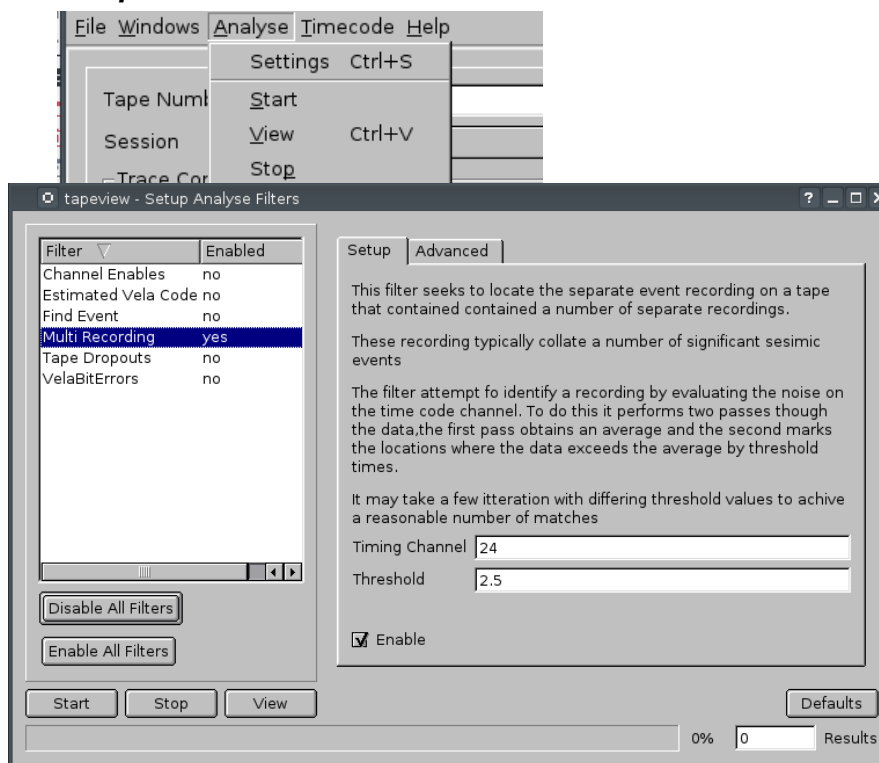 File Windows Analyse Timecode Help
Settings Ctrl+S
Tape Numb
Start
Session
View Ctrl+V
Stop
Trace Cor
tapeview - Setup Analyse Filters
Filter Enabled
Channel Enables no
Estimated Vela Code no
Find Event no
Multi Recording yes
Tape Dropouts no
VelaBitErrors no
Disable All Filters
Enable All Filters
Setup Advanced
This filter seeks to locate the separate event recording on a tape
that contained contained a number of separate recordings.
These recording typically collate a number of significant sesimic
events
The filter attempt fo identify a recording by evaluating the noise on
the time code channel. To do this it performs two passes though
the data,the first pass obtains an average and the second marks
the locations where the data exceeds the average by threshold
times.
It may take a few itteration with differing threshold values to achive
a reasonable number of matches
Timing Channel 24
Threshold 2.5
Enable
Start Stop View
Defaults
0% 0 Results